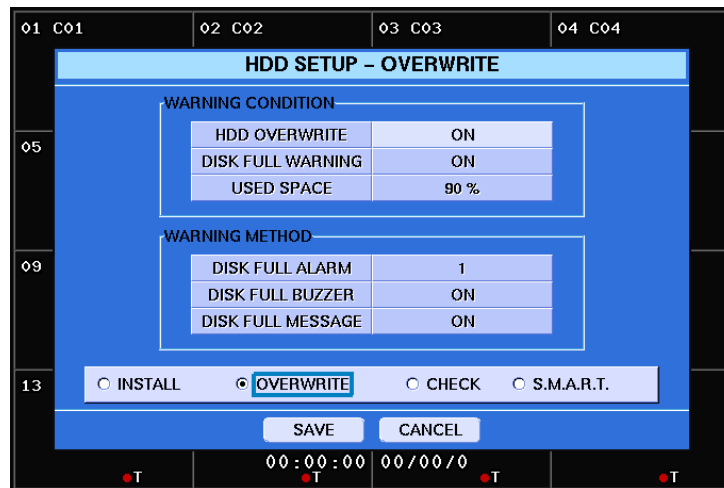 01 C01 02 C02 03 C03 04 C04
HDD SETUP – OVERWRITE
WARNING CONDITION
HDD OVERWRITE ON
05
DISK FULL WARNING ON
USED SPACE 90 %
WARNING METHOD
09
DISK FULL ALARM 1
DISK FULL BUZZER ON
DISK FULL MESSAGE ON
13
INSTALL OVERWRITE CHECK S.M.A.R.T.
SAVE CANCEL
00:00:00 00/00/0
T T T T